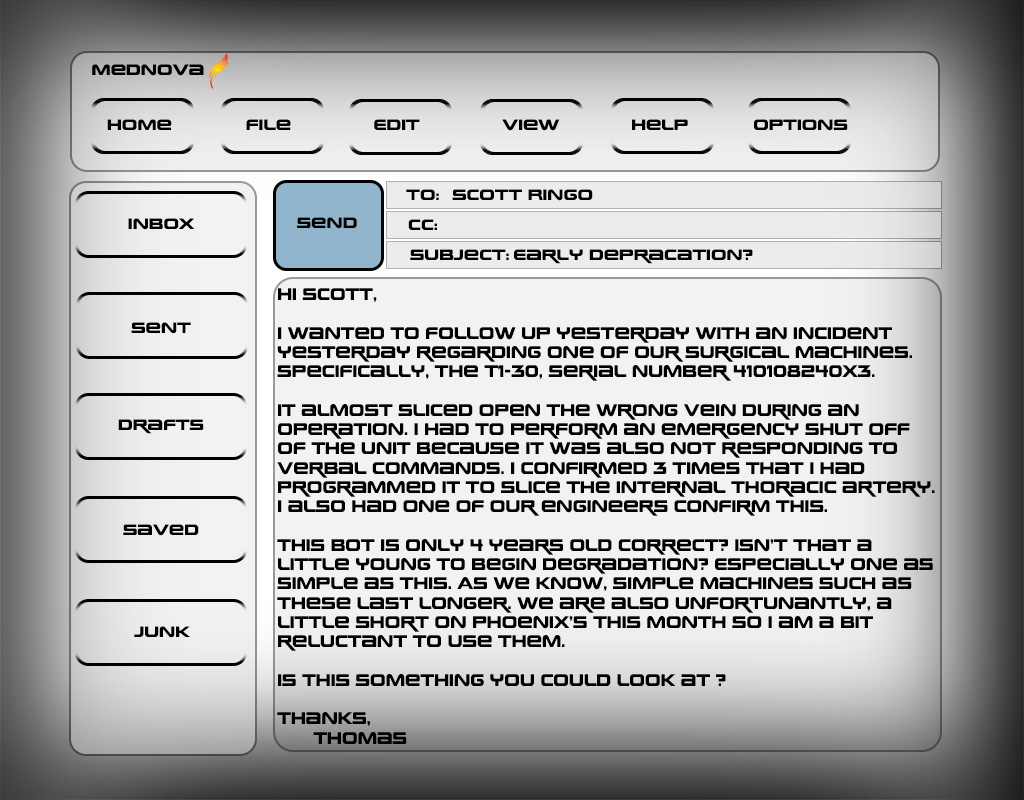 MEDNOVA
HOME FILE EDIT VIEW HELP OPTIONS
INBOX
SENT
DRAFTS
SAVED
JUNK
SEND
TO: SCOTT RINGO
CC:
SUBJECT: EARLY DEPRACATION?
HI SCOTT,
I WANTED TO FOLLOW UP YESTERDAY WITH AN INCIDENT
YESTERDAY REGARDING ONE OF OUR SURGICAL MACHINES.
SPECIFICALLY, THE T1-30, SERIAL NUMBER 410108240X3.
IT ALMOST SLICED OPEN THE WRONG VEIN DURING AN
OPERATION. I HAD TO PERFORM AN EMERGENCY SHUT OFF
OF THE UNIT BECAUSE IT WAS ALSO NOT RESPONDING TO
VERBAL COMMANDS. I CONFIRMED 3 TIMES THAT I HAD
PROGRAMMED IT TO SLICE THE INTERNAL THORACIC ARTERY.
I ALSO HAD ONE OF OUR ENGINEERS CONFIRM THIS.
THIS BOT IS ONLY 4 YEARS OLD CORRECT? ISN'T THAT A
LITTLE YOUNG TO BEGIN DEGRADATION? ESPECIALLY ONE AS
SIMPLE AS THIS. AS WE KNOW, SIMPLE MACHINES SUCH AS
THESE LAST LONGER. WE ARE ALSO UNFORTUNANTLY, A
LITTLE SHORT ON PHOENIX'S THIS MONTH SO I AM A BIT
RELUCTANT TO USE THEM.
IS THIS SOMETHING YOU COULD LOOK AT ?
THANKS,
THOMAS